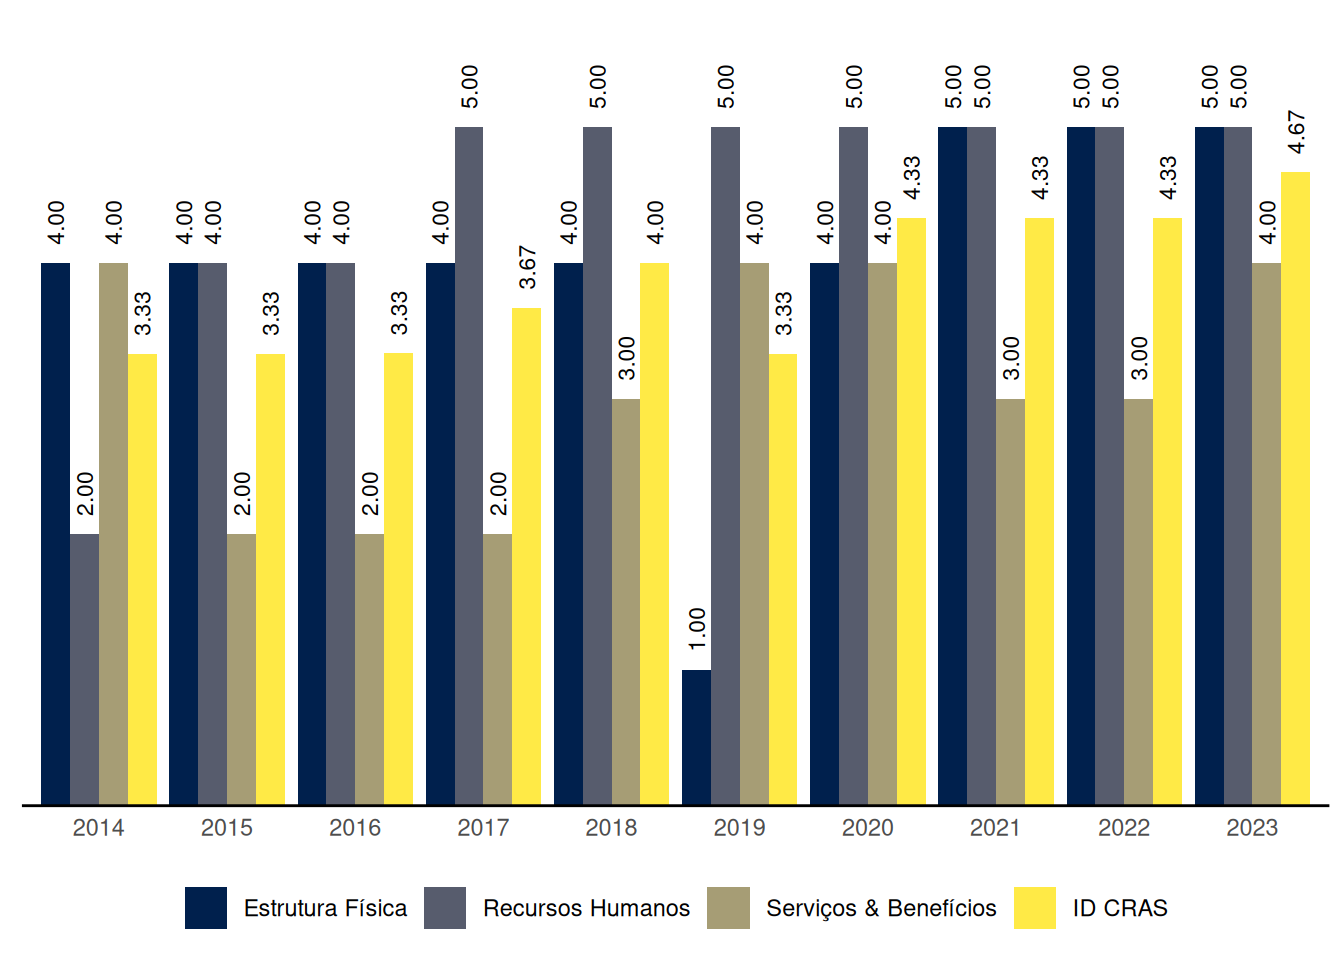 4.00 2.00 4.00 3.33
4.00 4.00 2.00 3.33
4.00 4.00 2.00 3.33
4.00 5.00 2.00 3.67
4.00 5.00 3.00 4.00
1.00 5.00 4.00 3.33
4.00 5.00 4.00 4.33
5.00 5.00 3.00 4.33
5.00 5.00 3.00 4.33
5.00 5.00 4.00 4.67
2014 2015 2016 2017 2018 2019 2020 2021 2022 2023
Estrutura Física Recursos Humanos Serviços & Benefícios ID CRAS